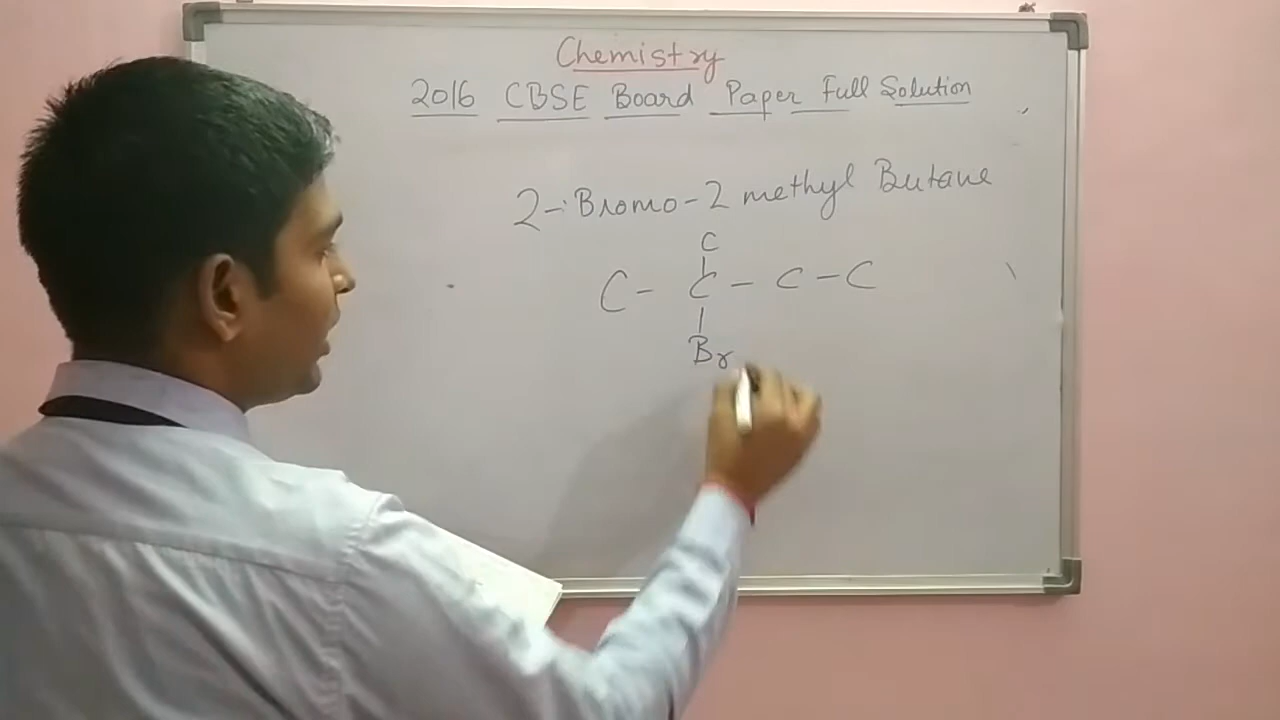 Chemistry
2016 CBSE Board Paper Full Solution
2-Bromo-2 methyl Butane
C
C - C - C - C
Br